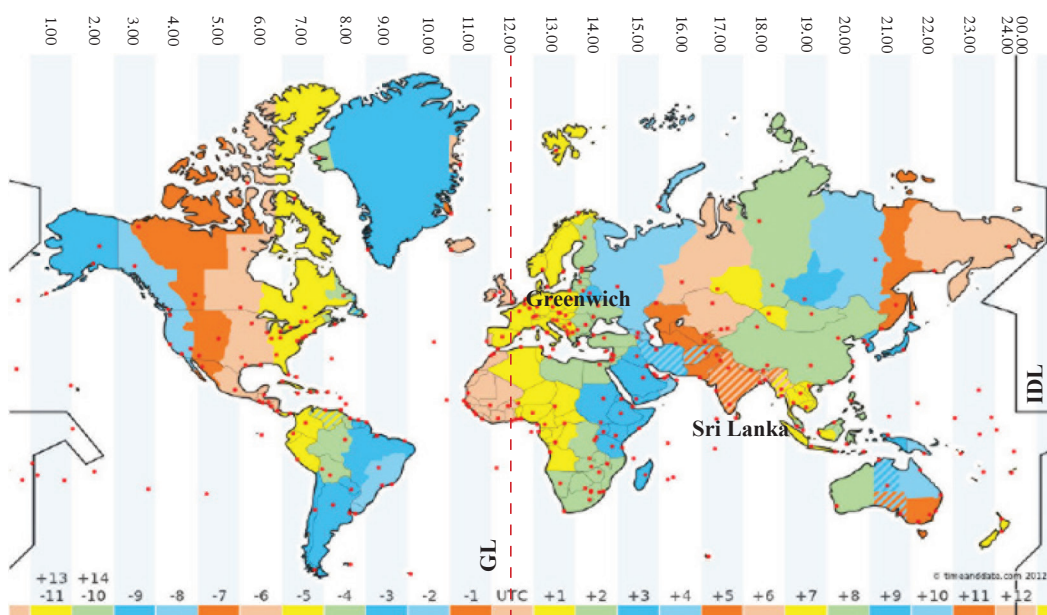 1.00 2.00 3.00 4.00 5.00 6.00 7.00 8.00 9.00 10.00 11.00 12.00 13.00 14.00 15.00 16.00 17.00 18.00 19.00 20.00 21.00 22.00 23.00 24.00 00.00
Greenwich
IDL
Sri Lanka
GL
© timeanddate.com 2012
+13 +14
-11 -10 -9 -8 -7 -6 -5 -4 -3 -2 -1 UTC +1 +2 +3 +4 +5 +6 +7 +8 +9 +10 +11 +12